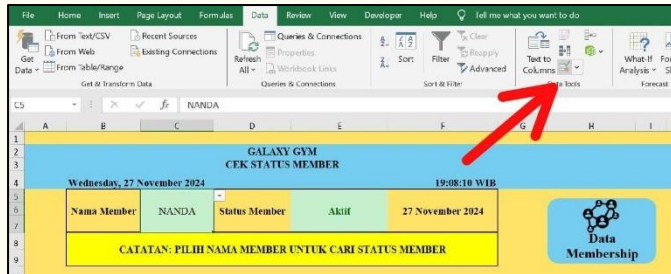 File Home Insert Page Layout Formulas Data Review View Developer Help Tell me what you want to do
From Text/CSV Recent Sources Queries & Connections Clear
From Web Existing Connections Properties Reapply
From Table/Range Workbook Links Advanced
Get Data Refresh All Sort Filter Text to Columns What-If Analysis
Get & Transform Data Queries & Connections Sort & Filter Data Tools Forecast
C5 fx NANDA
A B C D E F G H I
1
2 GALAXY GYM
3 CEK STATUS MEMBER
4 Wednesday, 27 November 2024 19:08:10 WIB
5
6 Nama Member NANDA Status Member Aktif 27 November 2024
7
8 CATATAN: PILIH NAMA MEMBER UNTUK CARI STATUS MEMBER
9
Data
Membership